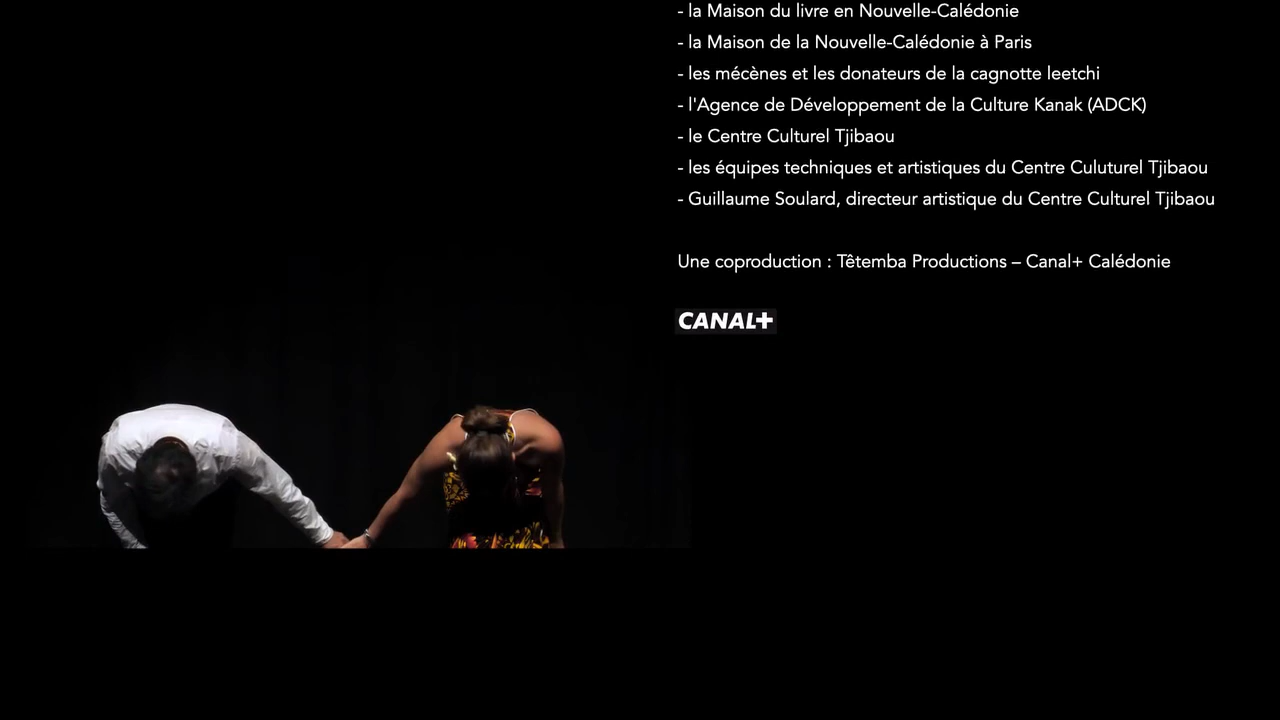 - la Maison du livre en Nouvelle-Calédonie
- la Maison de la Nouvelle-Calédonie à Paris
- les mécènes et les donateurs de la cagnotte leetchi
- l'Agence de Développement de la Culture Kanak (ADCK)
- le Centre Culturel Tjibaou
- les équipes techniques et artistiques du Centre Culuturel Tjibaou
- Guillaume Soulard, directeur artistique du Centre Culturel Tjibaou
Une coproduction : Têtemba Productions – Canal+ Calédonie
CANAL+